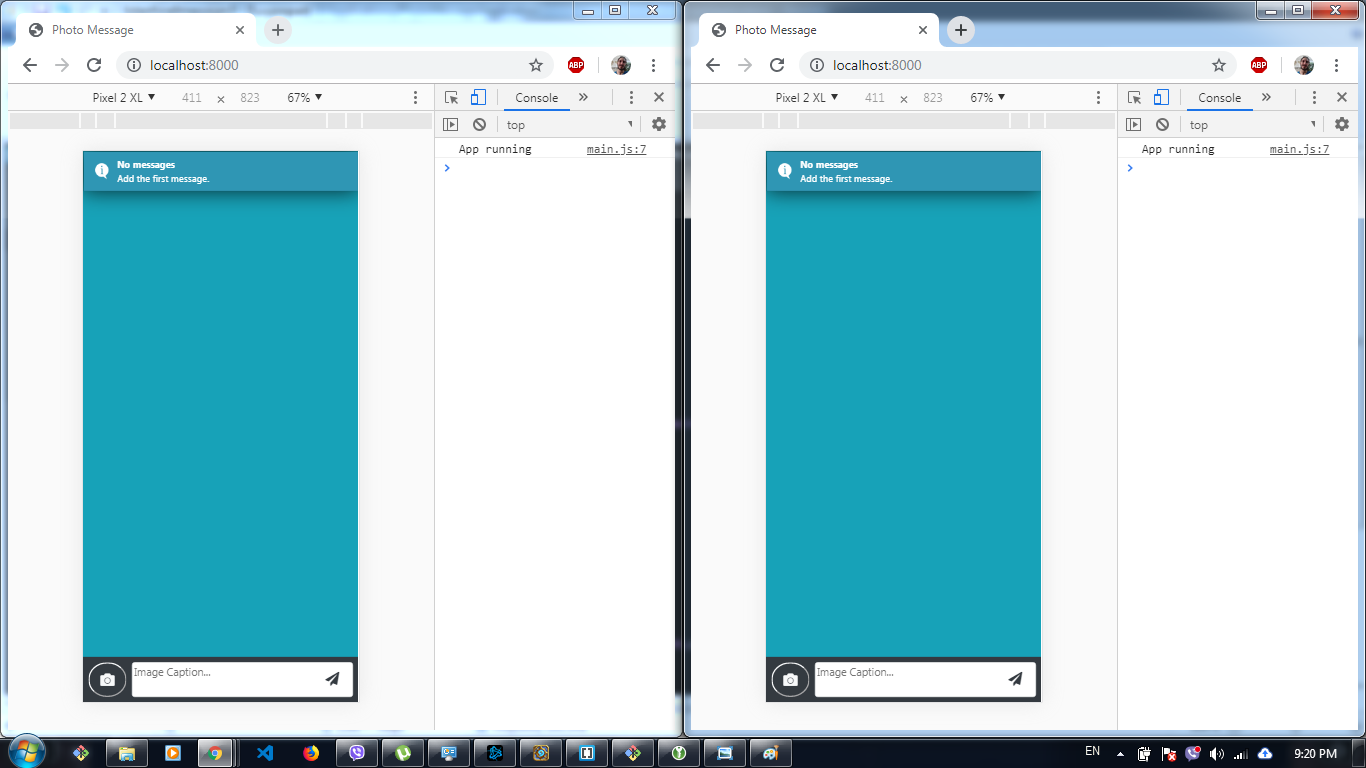 Photo Message
localhost:8000
ABP
Pixel 2 XL 411 × 823 67%
Console
top
App running main.js:7
No messages
Add the first message.
Image Caption...
Photo Message
localhost:8000
ABP
Pixel 2 XL 411 × 823 67%
Console
top
App running main.js:7
No messages
Add the first message.
Image Caption...
EN 9:20 PM